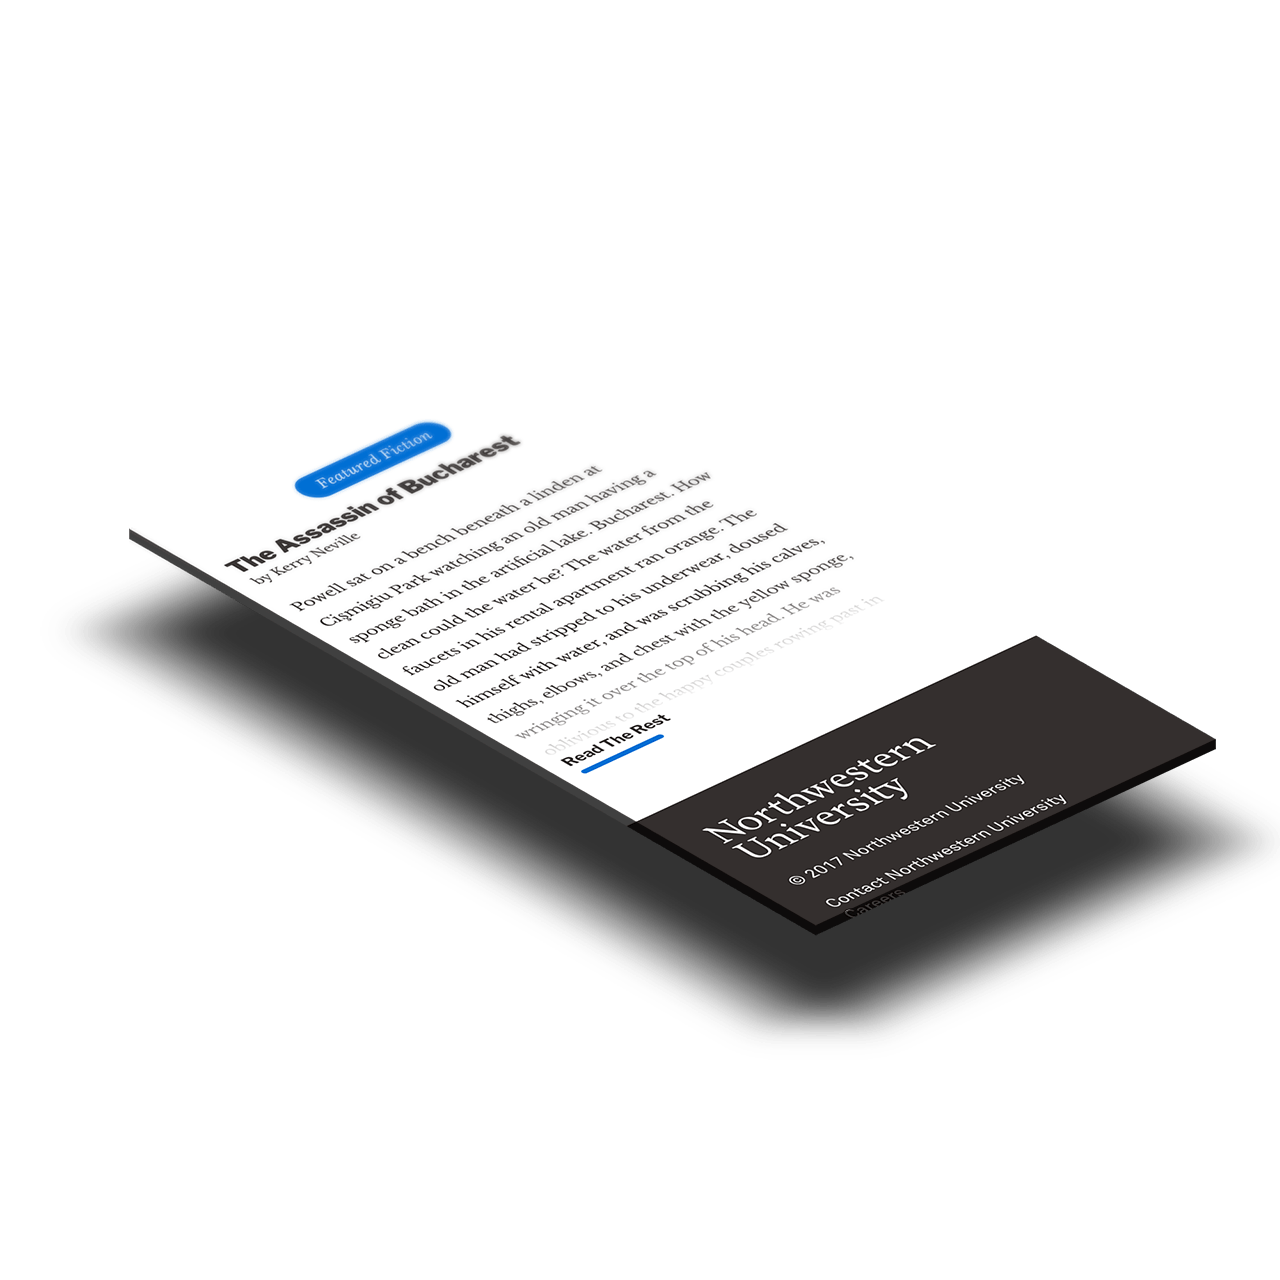 Featured Fiction
The Assassin of Bucharest
by Kerry Neville
Powell sat on a bench beneath a linden at
Cișmigiu Park watching an old man having a
sponge bath in the artificial lake. Bucharest. How
clean could the water be? The water from the
faucets in his rental apartment ran orange. The
old man had stripped to his underwear, doused
himself with water, and was scrubbing his calves,
thighs, elbows, and chest with the yellow sponge,
wringing it over the top of his head. He was
oblivious to the happy couples rowing past in
Read The Rest
Northwestern
University
© 2017 Northwestern University
Contact Northwestern University
Careers